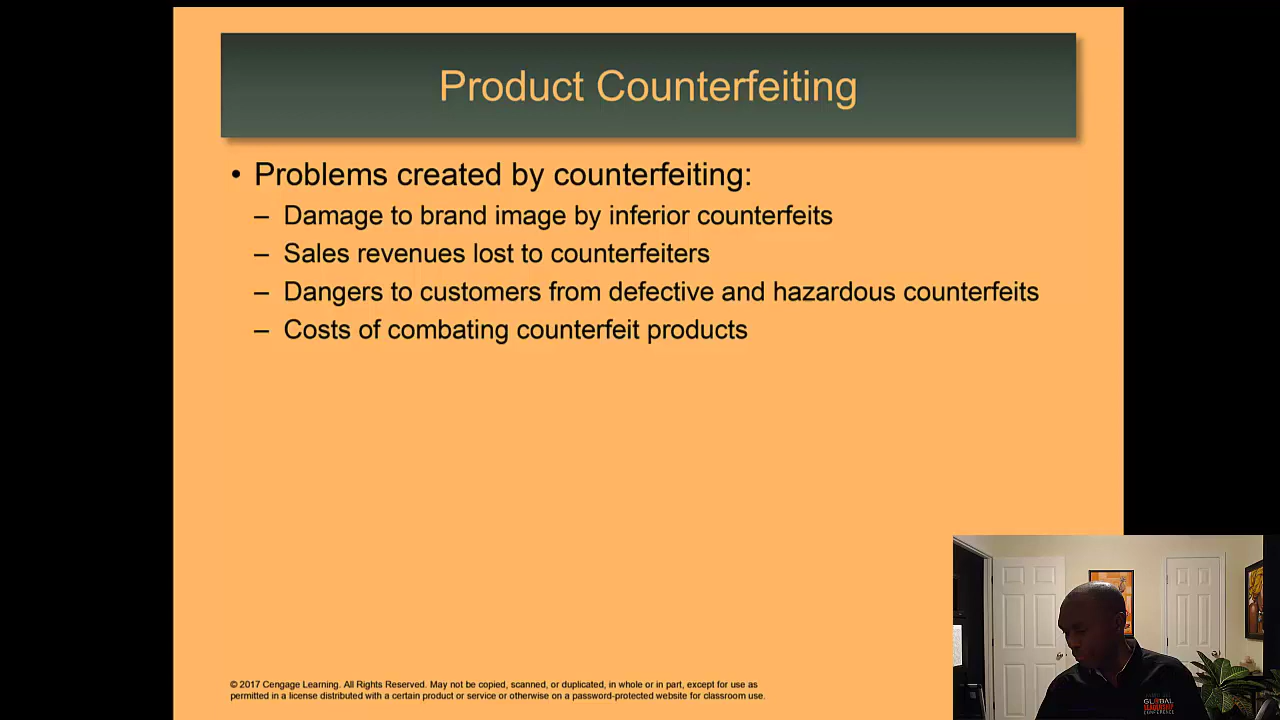 Product Counterfeiting
• Problems created by counterfeiting:
– Damage to brand image by inferior counterfeits
– Sales revenues lost to counterfeiters
– Dangers to customers from defective and hazardous counterfeits
– Costs of combating counterfeit products
© 2017 Cengage Learning. All Rights Reserved. May not be copied, scanned, or duplicated, in whole or in part, except for use as
permitted in a license distributed with a certain product or service or otherwise on a password-protected website for classroom use.
GLOBAL